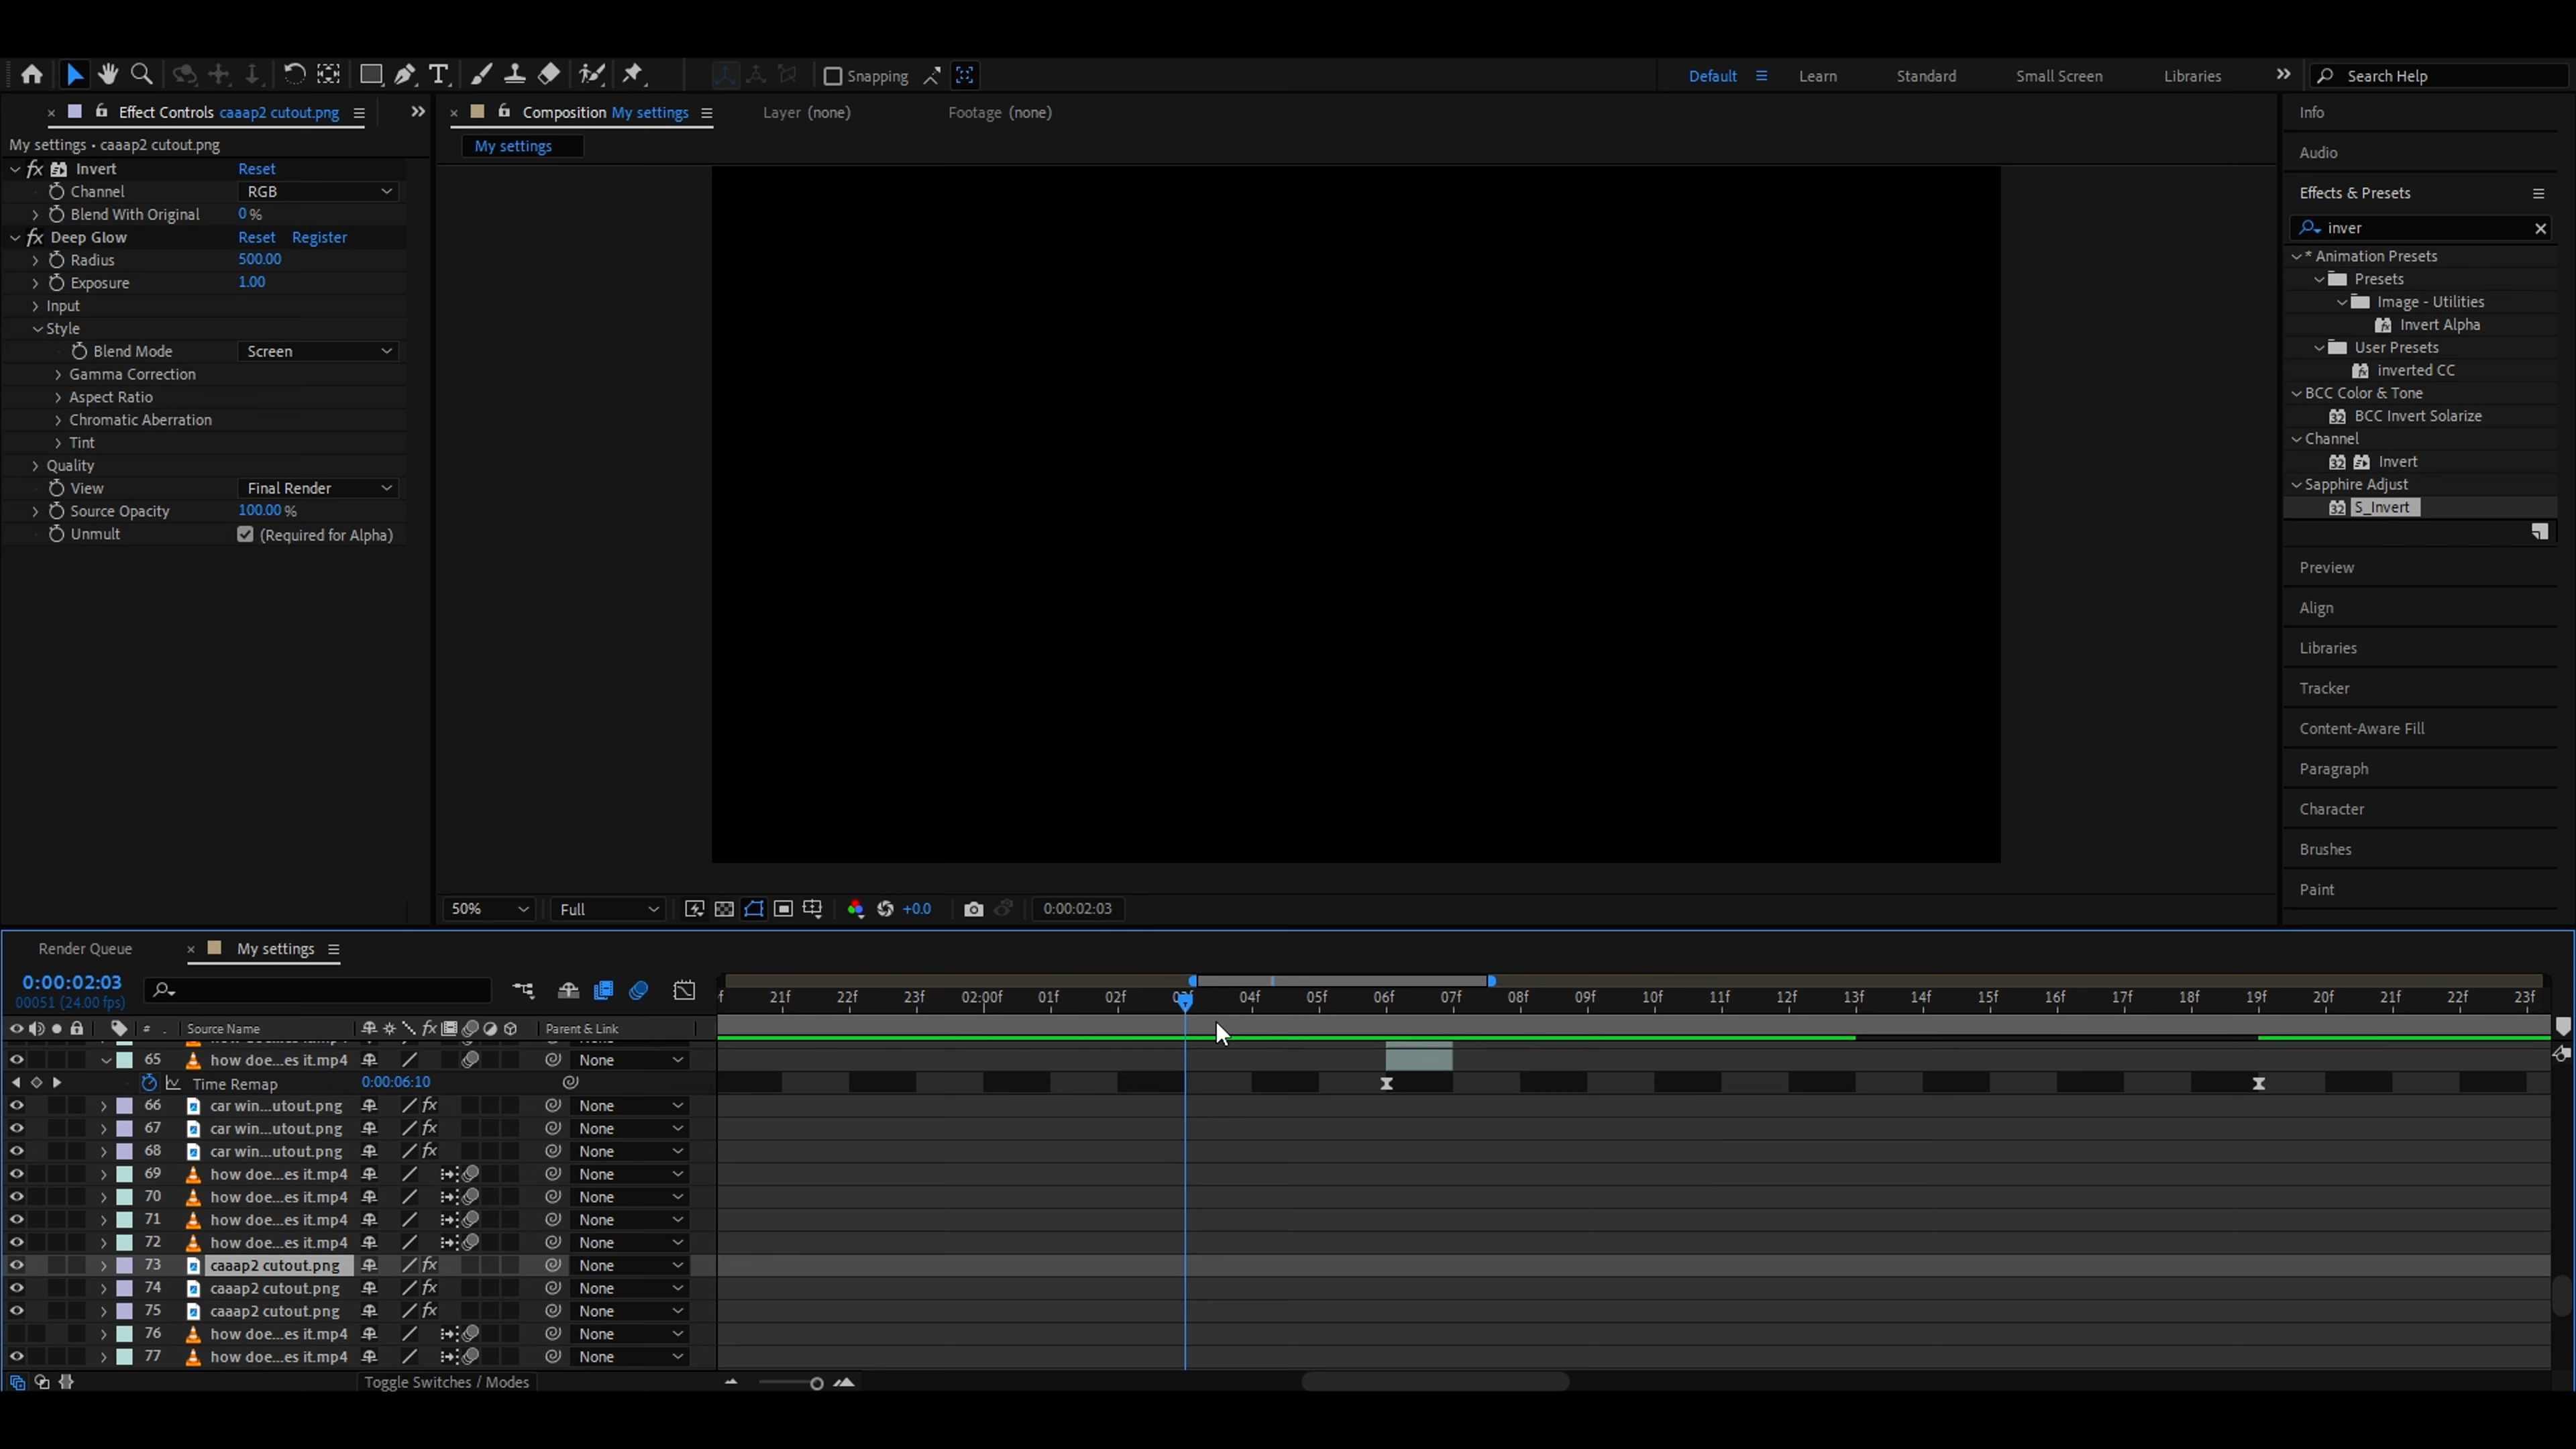 Snapping
Default
Learn
Standard
Small Screen
Libraries
Search Help
Effect Controls caaap2 cutout.png
Composition My settings
Layer (none)
Footage (none)
Info
My settings • caaap2 cutout.png
My settings
Audio
Invert Reset
Channel RGB
Blend With Original 0 %
Deep Glow Reset Register
Radius 500.00
Exposure 1.00
Input
Style
Blend Mode Screen
Gamma Correction
Aspect Ratio
Chromatic Aberration
Tint
Quality
View Final Render
Source Opacity 100.00 %
Unmult (Required for Alpha)
Effects & Presets
inver
* Animation Presets
Presets
Image - Utilities
Invert Alpha
User Presets
inverted CC
BCC Color & Tone
BCC Invert Solarize
Channel
Invert
Sapphire Adjust
S_Invert
Preview
Align
Libraries
Tracker
Content-Aware Fill
Paragraph
Character
Brushes
Paint
50% Full +0.0 0:00:02:03
Render Queue My settings
0:00:02:03
00051 (24.00 fps)
f 21f 22f 23f 02:00f 01f 02f 03f 04f 05f 06f 07f 08f 09f 10f 11f 12f 13f 14f 15f 16f 17f 18f 19f 20f 21f 22f 23f
# . Source Name fx Parent & Link
65 how doe...es it.mp4 None
Time Remap 0:00:06:10
66 car win...utout.png fx None
67 car win...utout.png fx None
68 car win...utout.png fx None
69 how doe...es it.mp4 None
70 how doe...es it.mp4 None
71 how doe...es it.mp4 None
72 how doe...es it.mp4 None
73 caaap2 cutout.png fx None
74 caaap2 cutout.png fx None
75 caaap2 cutout.png fx None
76 how doe...es it.mp4 None
77 how doe...es it.mp4 None
Toggle Switches / Modes